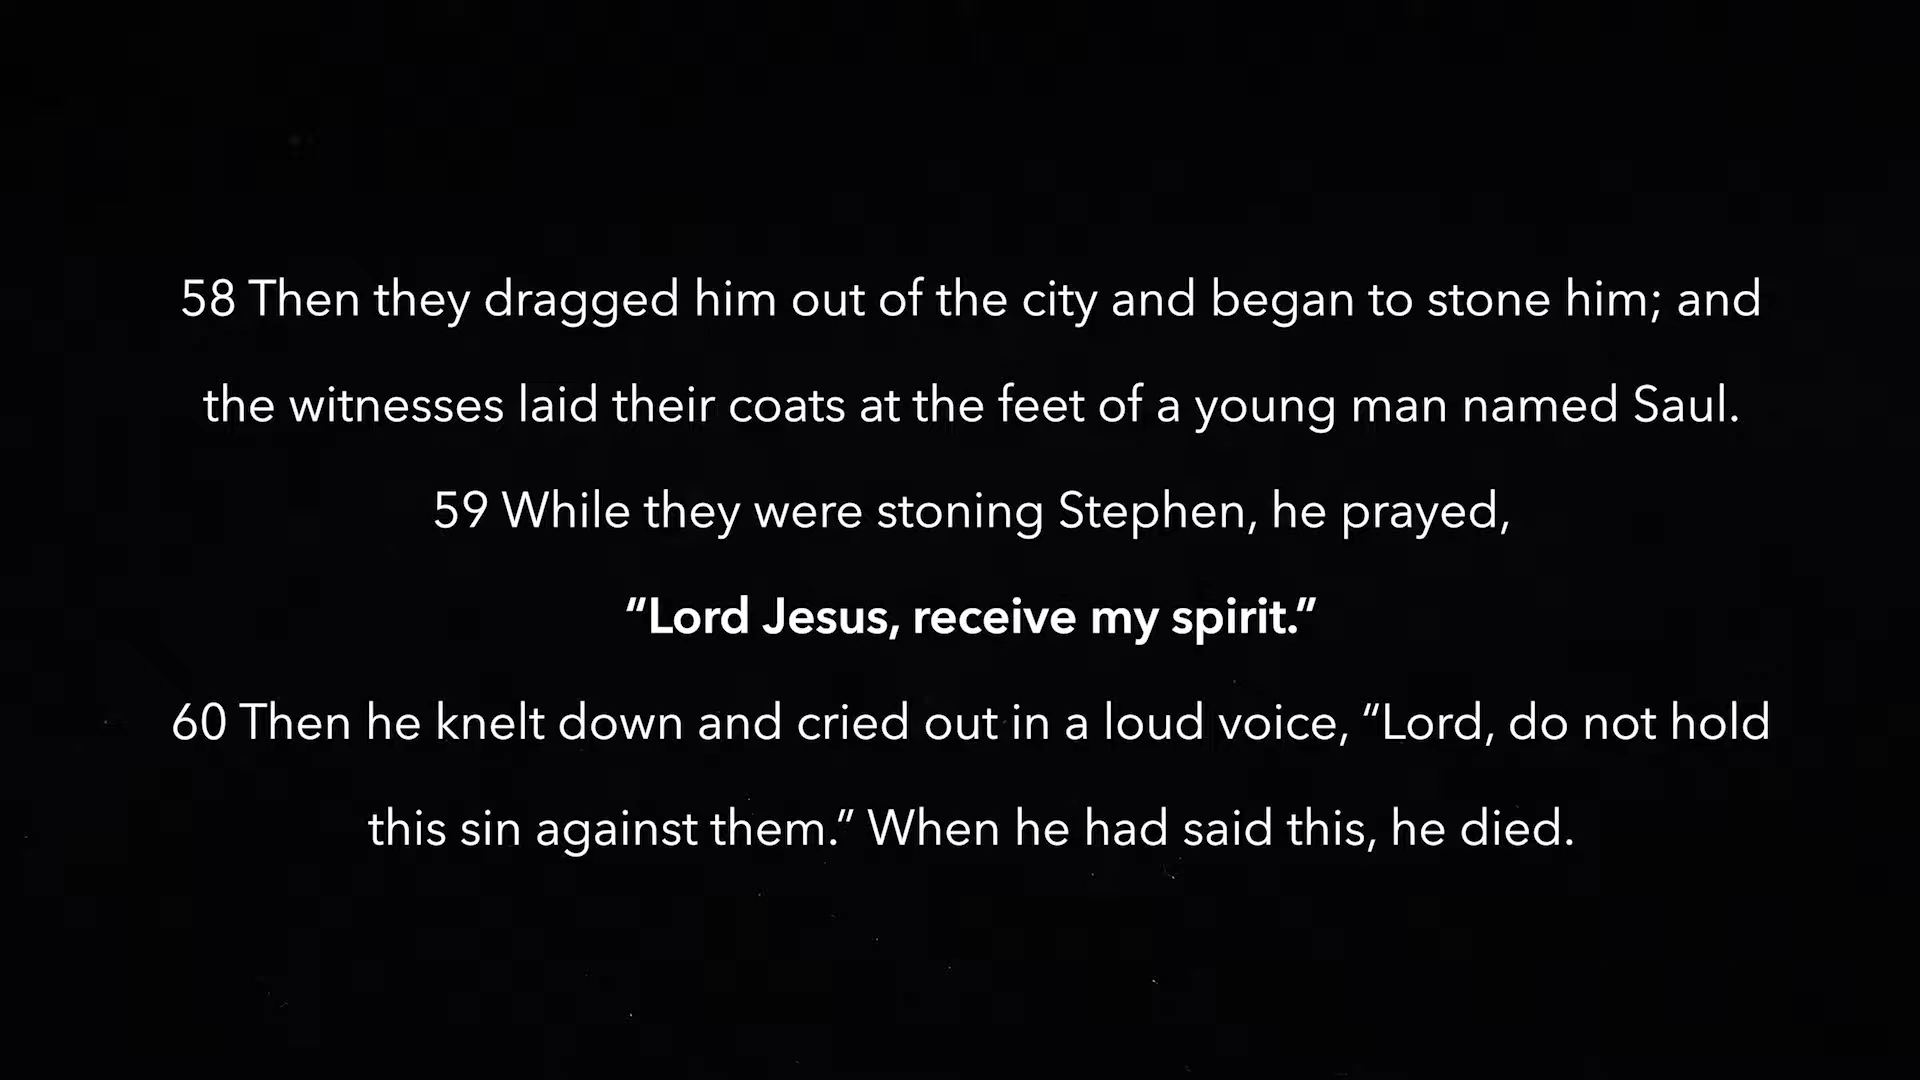 58 Then they dragged him out of the city and began to stone him; and
the witnesses laid their coats at the feet of a young man named Saul.
59 While they were stoning Stephen, he prayed,
“Lord Jesus, receive my spirit.”
60 Then he knelt down and cried out in a loud voice, “Lord, do not hold
this sin against them.” When he had said this, he died.